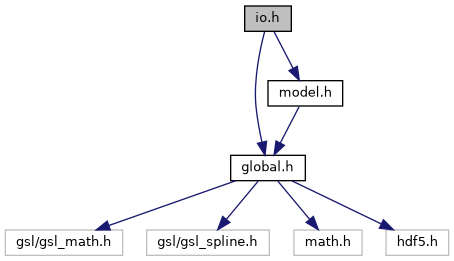 io.h
model.h
global.h
gsl/gsl_math.h
gsl/gsl_spline.h
math.h
hdf5.h